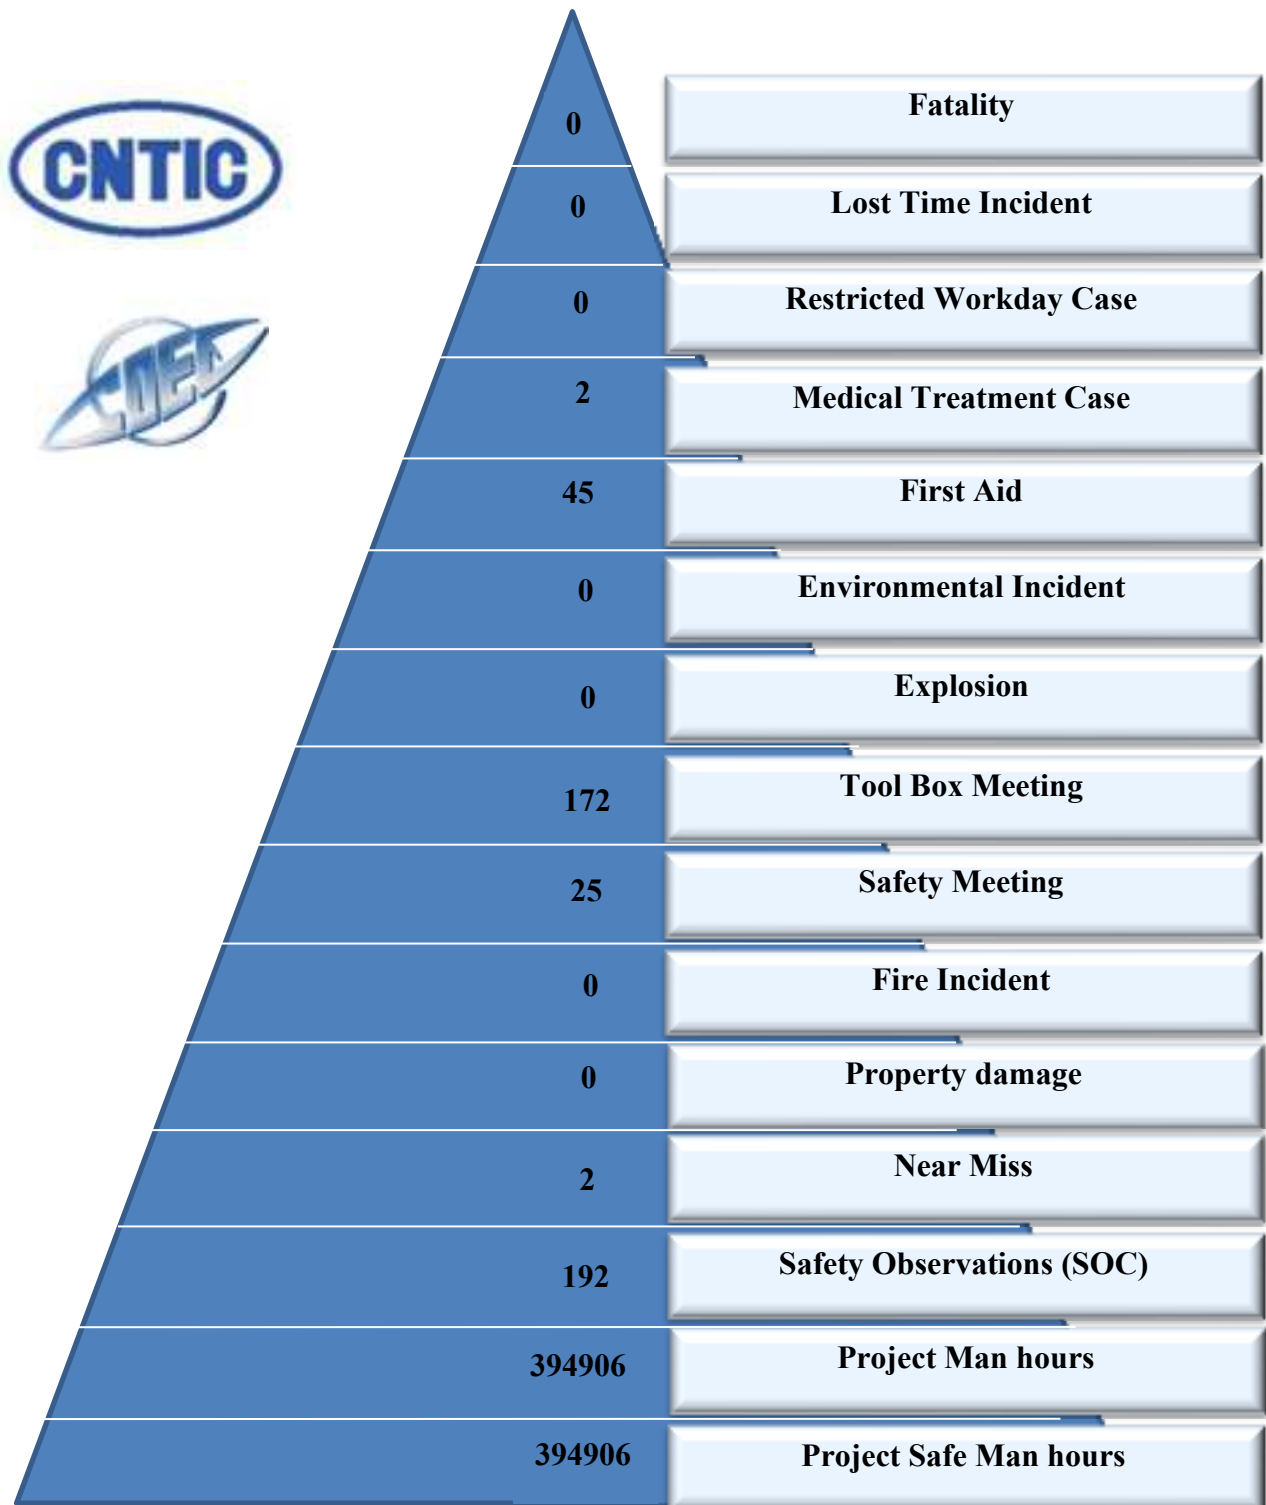 CNTIC
CDEC
0 Fatality
0 Lost Time Incident
0 Restricted Workday Case
2 Medical Treatment Case
45 First Aid
0 Environmental Incident
0 Explosion
172 Tool Box Meeting
25 Safety Meeting
0 Fire Incident
0 Property damage
2 Near Miss
192 Safety Observations (SOC)
394906 Project Man hours
394906 Project Safe Man hours